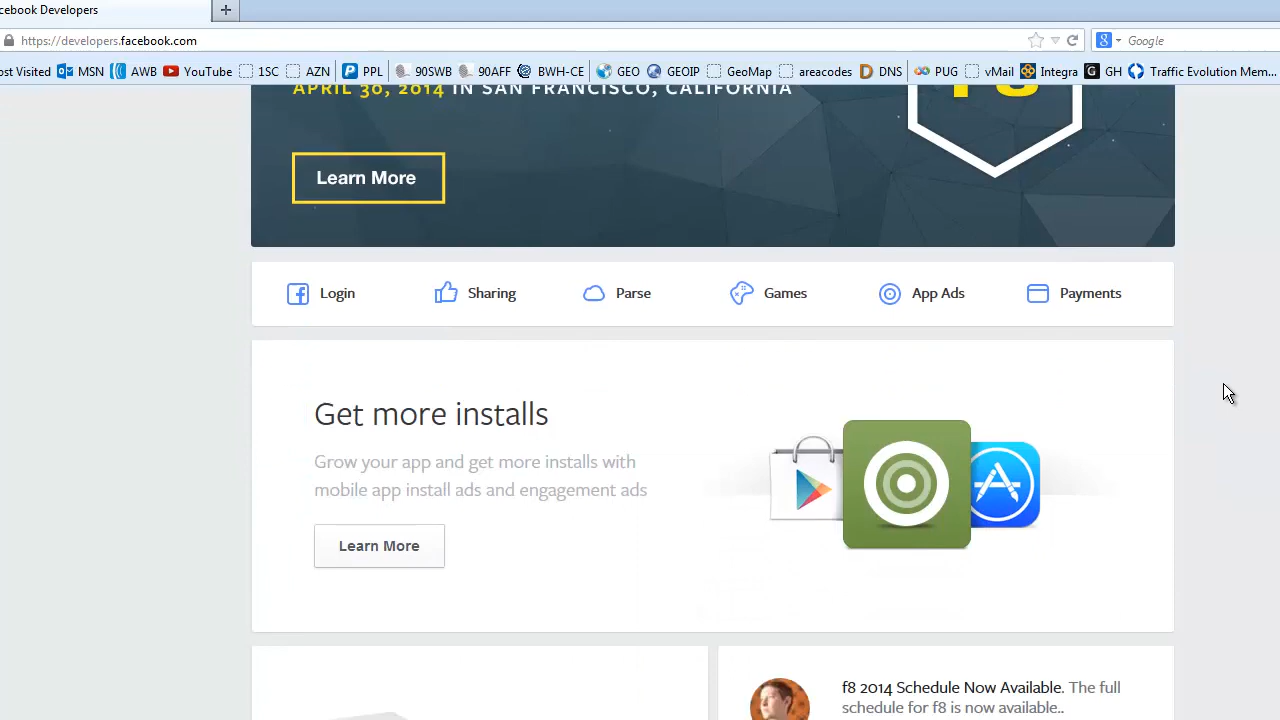 cebook Developers
https://developers.facebook.com
Google
ost Visited MSN AWB YouTube 1SC AZN PPL 90SWB 90AFF BWH-CE GEO GEOIP GeoMap areacodes DNS PUG vMail Integra GH Traffic Evolution Mem...
APRIL 30, 2014 IN SAN FRANCISCO, CALIFORNIA
f8
Learn More
Login Sharing Parse Games App Ads Payments
Get more installs
Grow your app and get more installs with
mobile app install ads and engagement ads
Learn More
f8 2014 Schedule Now Available. The full
schedule for f8 is now available..